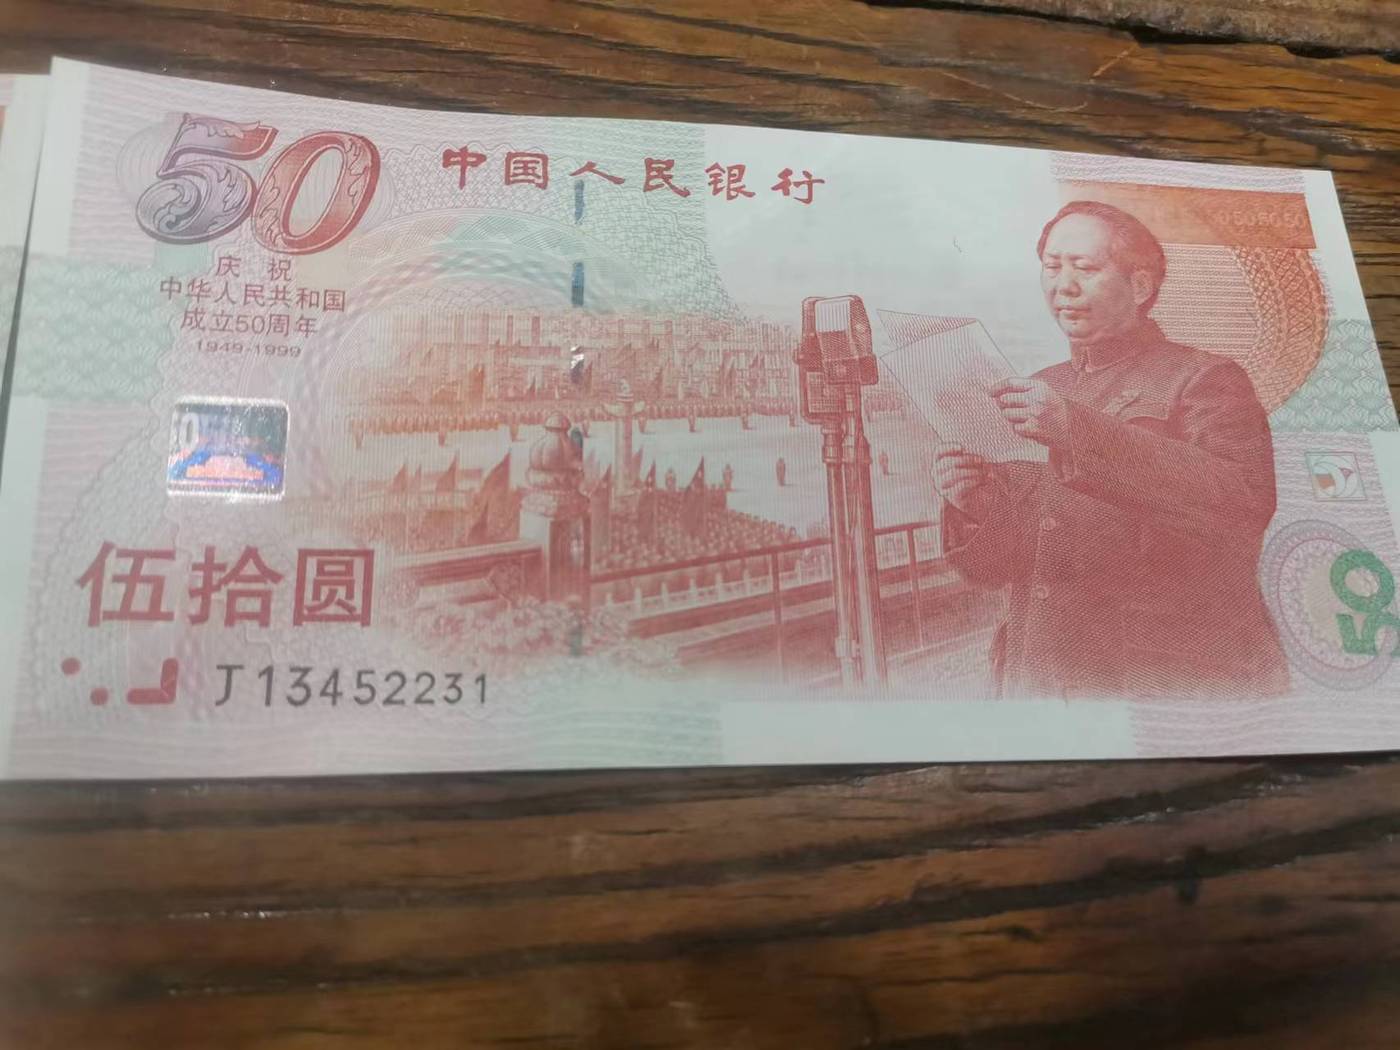 50
中国人民银行
庆 祝
中华人民共和国
成立50周年
1949-1999
伍拾圆
J13452231
50